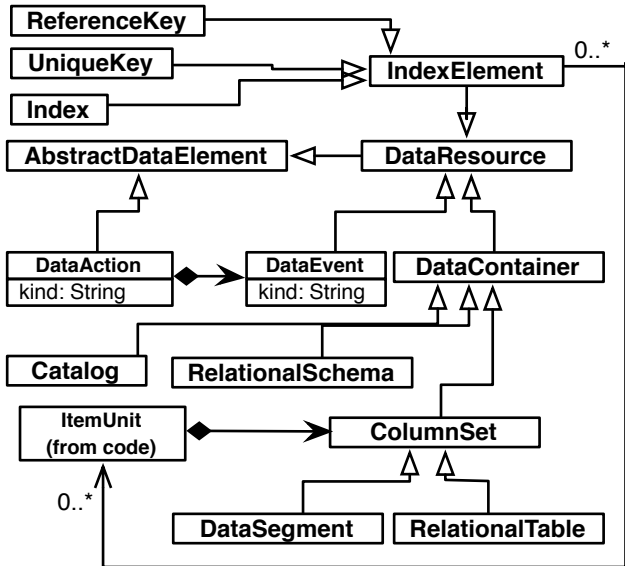 ReferenceKey
0..*
UniqueKey
IndexElement
Index
AbstractDataElement
DataResource
DataAction
kind: String
DataEvent
kind: String
DataContainer
Catalog
RelationalSchema
ItemUnit
(from code)
ColumnSet
0..*
DataSegment
RelationalTable